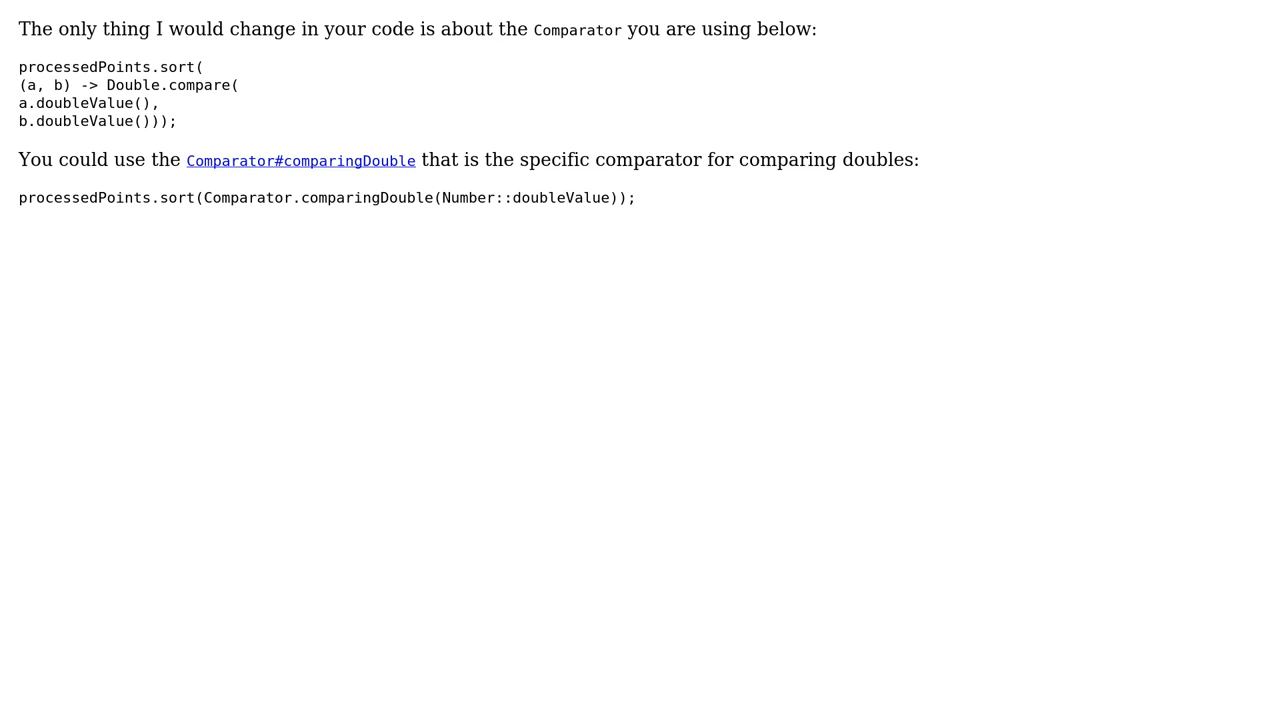 The only thing I would change in your code is about the Comparator you are using below:
processedPoints.sort(
(a, b) -> Double.compare(
a.doubleValue(),
b.doubleValue()));
You could use the Comparator#comparingDouble that is the specific comparator for comparing doubles:
processedPoints.sort(Comparator.comparingDouble(Number::doubleValue));